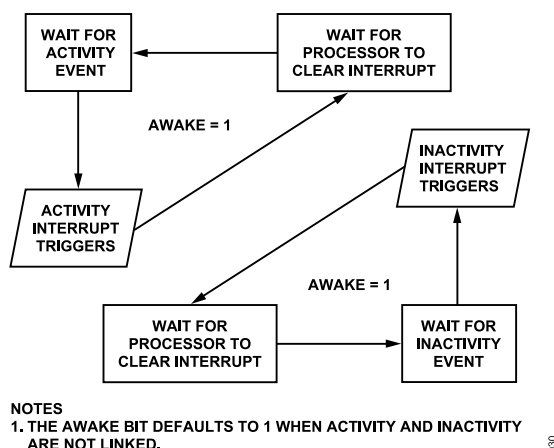 WAIT FOR
ACTIVITY
EVENT
WAIT FOR
PROCESSOR TO
CLEAR INTERRUPT
AWAKE = 1
ACTIVITY
INTERRUPT
TRIGGERS
INACTIVITY
INTERRUPT
TRIGGERS
AWAKE = 1
WAIT FOR
PROCESSOR TO
CLEAR INTERRUPT
WAIT FOR
INACTIVITY
EVENT
NOTES
1. THE AWAKE BIT DEFAULTS TO 1 WHEN ACTIVITY AND INACTIVITY
ARE NOT LINKED.